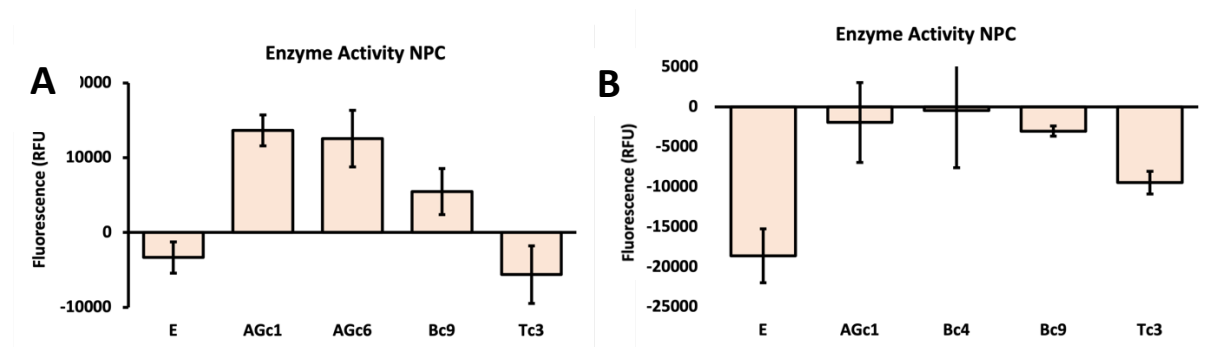 A
Enzyme Activity NPC
0000
10000
0
-10000
Fluorescence (RFU
E AGc1 AGc6 Bc9 Tc3
B
Enzyme Activity NPC
5000
0
-5000
-10000
-15000
-20000
-25000
Fluorescence (RFU)
E AGc1 Bc4 Bc9 Tc3